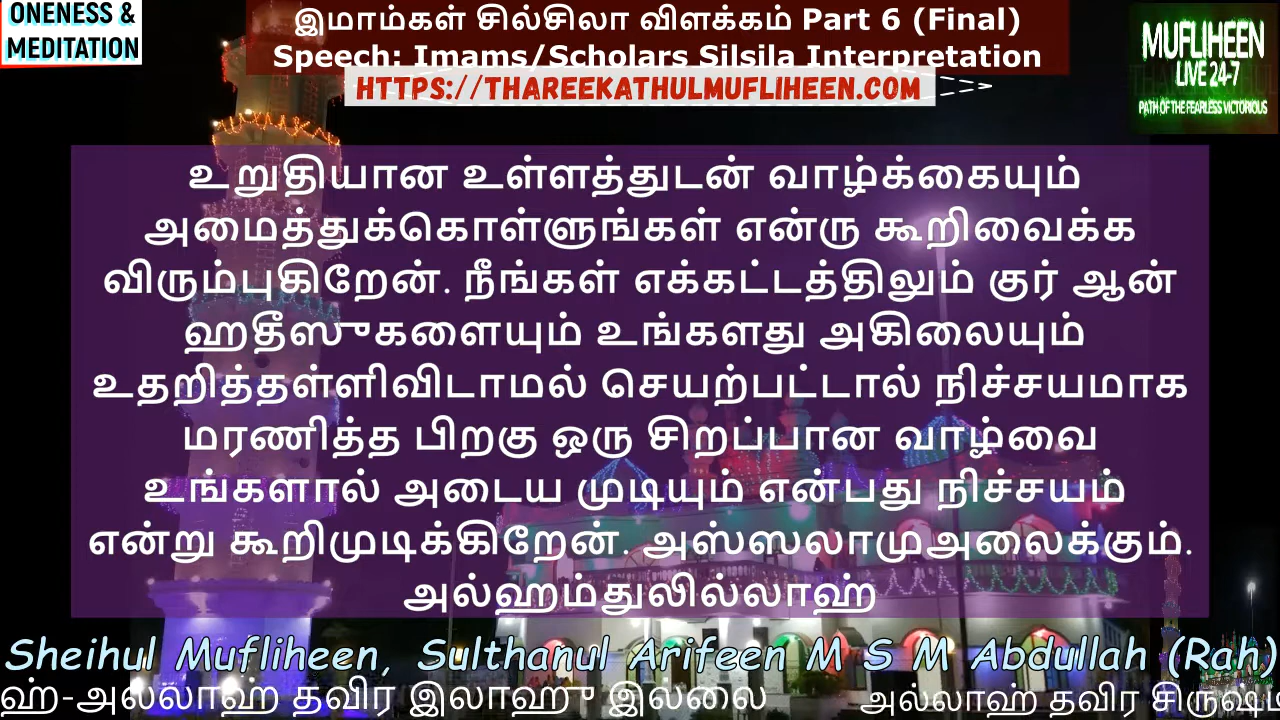 ONENESS &
MEDITATION
இமாம்கள் சில்சிலா விளக்கம் Part 6 (Final)
Speech: Imams/Scholars Silsila Interpretation
HTTPS://THAREEKATHULMUFLIHEEN.COM
MUFLIHEEN
LIVE 24-7
PATH OF THE FEARLESS VICTORIOUS
உறுதியான உள்ளத்துடன் வாழ்க்கையும்
அமைத்துக்கொள்ளுங்கள் என்ரு கூறிவைக்க
விரும்புகிறேன். நீங்கள் எக்கட்டத்திலும் குர் ஆன்
ஹதீஸுகளையும் உங்களது அகிலையும்
உதறித்தள்ளிவிடாமல் செயற்பட்டால் நிச்சயமாக
மரணித்த பிறகு ஒரு சிறப்பான வாழ்வை
உங்களால் அடைய முடியும் என்பது நிச்சயம்
என்று கூறிமுடிக்கிறேன். அஸ்ஸலாமுஅலைக்கும்.
அல்ஹம்துலில்லாஹ்
Sheihul Mufliheen, Sulthanul Arifeen M S M Abdullah (Rah)
ஹ்-அல்லாஹ் தவிர இலாஹு இல்லை அல்லாஹ் தவிர